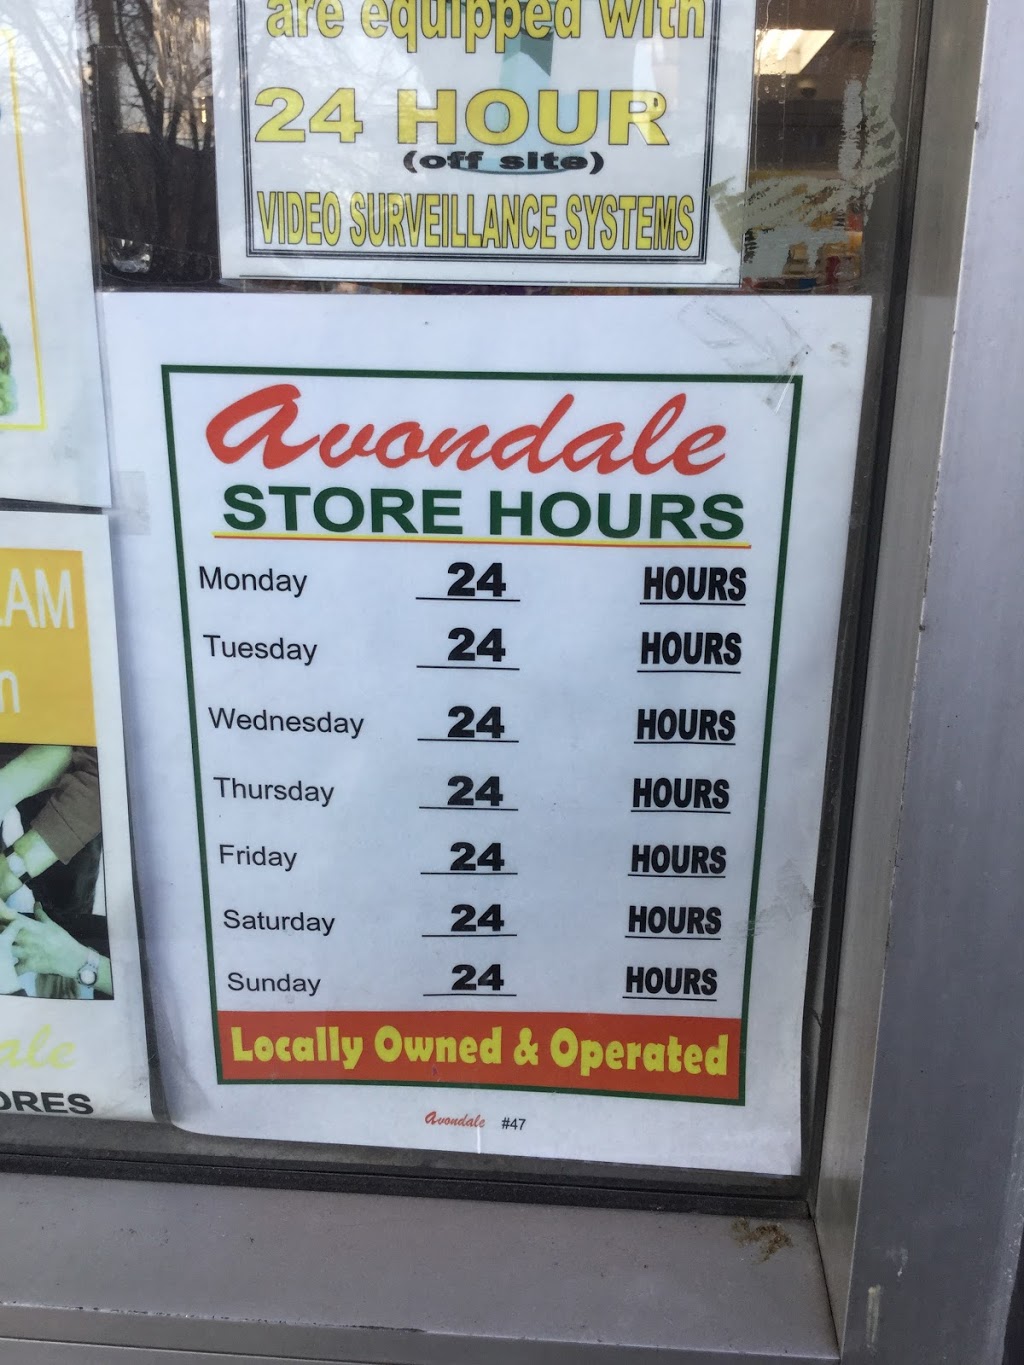 are equipped with
24 HOUR
(off site)
VIDEO SURVEILLANCE SYSTEMS
Avondale
STORE HOURS
Monday 24 HOURS
Tuesday 24 HOURS
Wednesday 24 HOURS
Thursday 24 HOURS
Friday 24 HOURS
Saturday 24 HOURS
Sunday 24 HOURS
Locally Owned & Operated
Avondale #47
AM